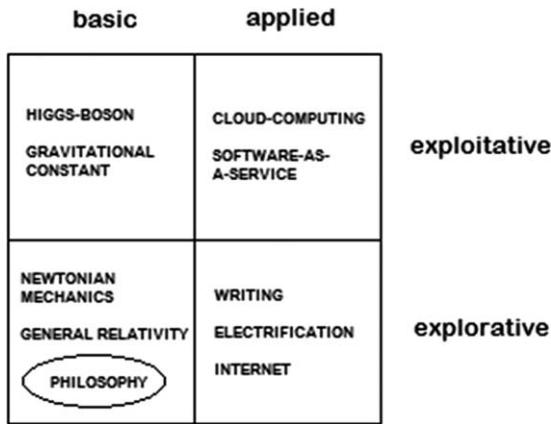 basic
applied
HIGGS-BOSON
GRAVITATIONAL
CONSTANT
CLOUD-COMPUTING
SOFTWARE-AS-
A-SERVICE
exploitative
NEWTONIAN
MECHANICS
GENERAL RELATIVITY
PHILOSOPHY
WRITING
ELECTRIFICATION
INTERNET
explorative